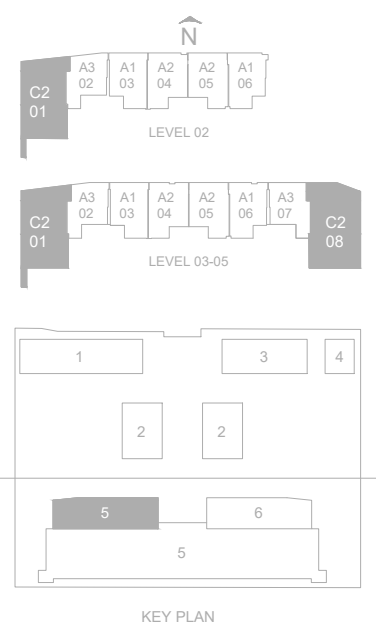 N
C2 A3 A1 A2 A2 A1
01 02 03 04 05 06
LEVEL 02
C2 A3 A1 A2 A2 A1 A3 C2
01 02 03 04 05 06 07 08
LEVEL 03-05
1 3 4
2 2
5 6
5
KEY PLAN